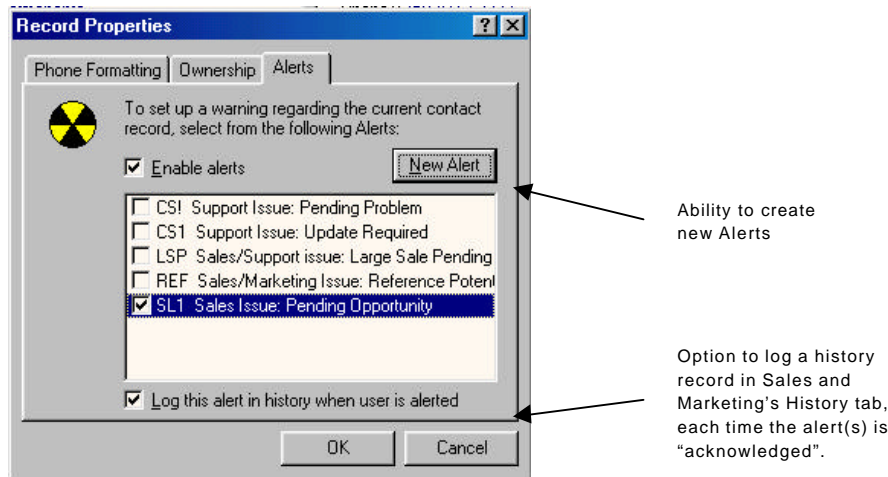 Record Properties
Phone Formatting
Ownership
Alerts
To set up a warning regarding the current contact
record, select from the following Alerts:
Enable alerts
New Alert
CS! Support Issue: Pending Problem
CS1 Support Issue: Update Required
LSP Sales/Support issue: Large Sale Pending
REF Sales/Marketing Issue: Reference Poten
SL1 Sales Issue: Pending Opportunity
Log this alert in history when user is alerted
OK
Cancel
Ability to create
new Alerts
Option to log a history
record in Sales and
Marketing’s History tab,
each time the alert(s) is
“acknowledged”.